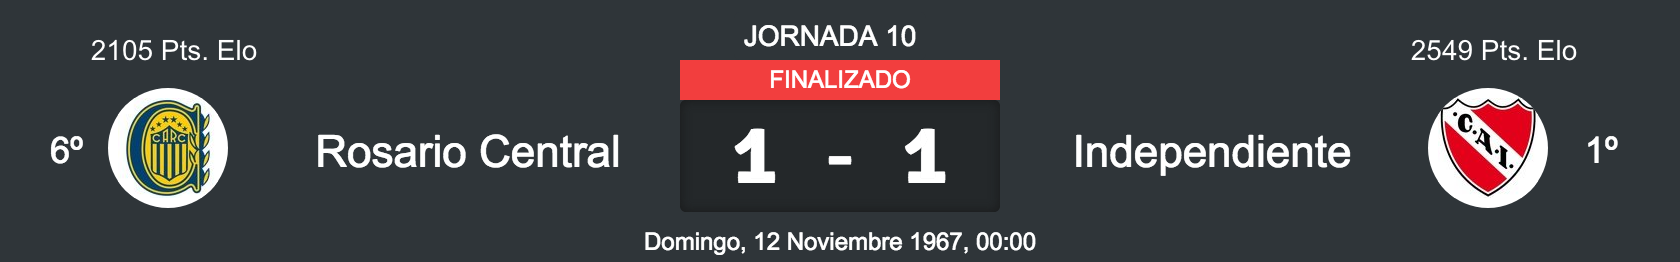 JORNADA 10
2105 Pts. Elo
2549 Pts. Elo
FINALIZADO
6º
CARC
Rosario Central
1 - 1
Independiente
C.A.I.
1º
Domingo, 12 Noviembre 1967, 00:00